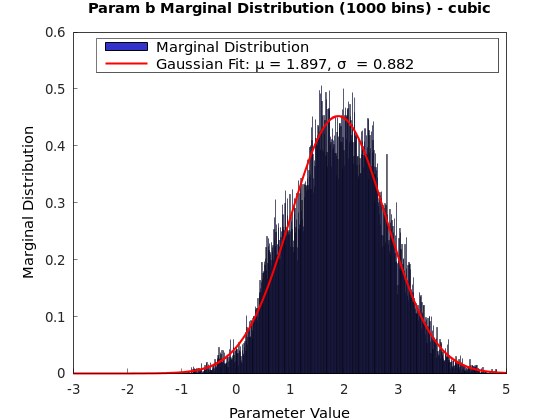 Param b Marginal Distribution (1000 bins) - cubic
Marginal Distribution
Gaussian Fit: μ = 1.897, σ = 0.882
0.6
0.5
0.4
0.3
0.2
0.1
0
Marginal Distribution
-3 -2 -1 0 1 2 3 4 5
Parameter Value